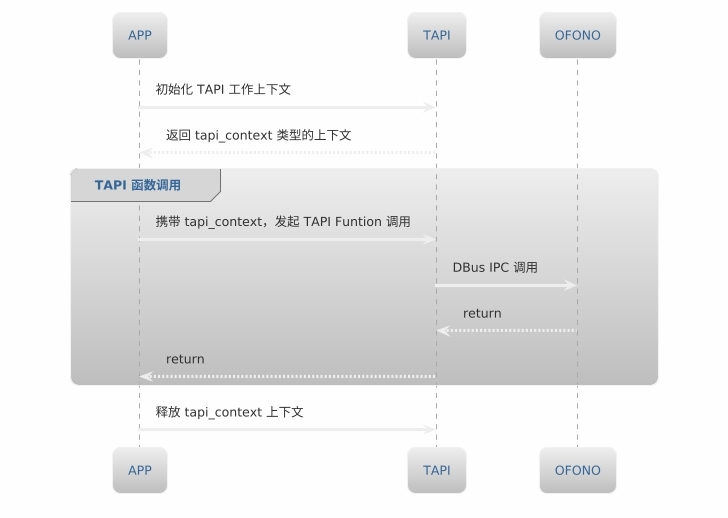 APP TAPI OFONO
初始化 TAPI 工作上下文
返回 tapi_context 类型的上下文
TAPI 函数调用
携带 tapi_context，发起 TAPI Funtion 调用
DBus IPC 调用
return
return
释放 tapi_context 上下文
APP TAPI OFONO